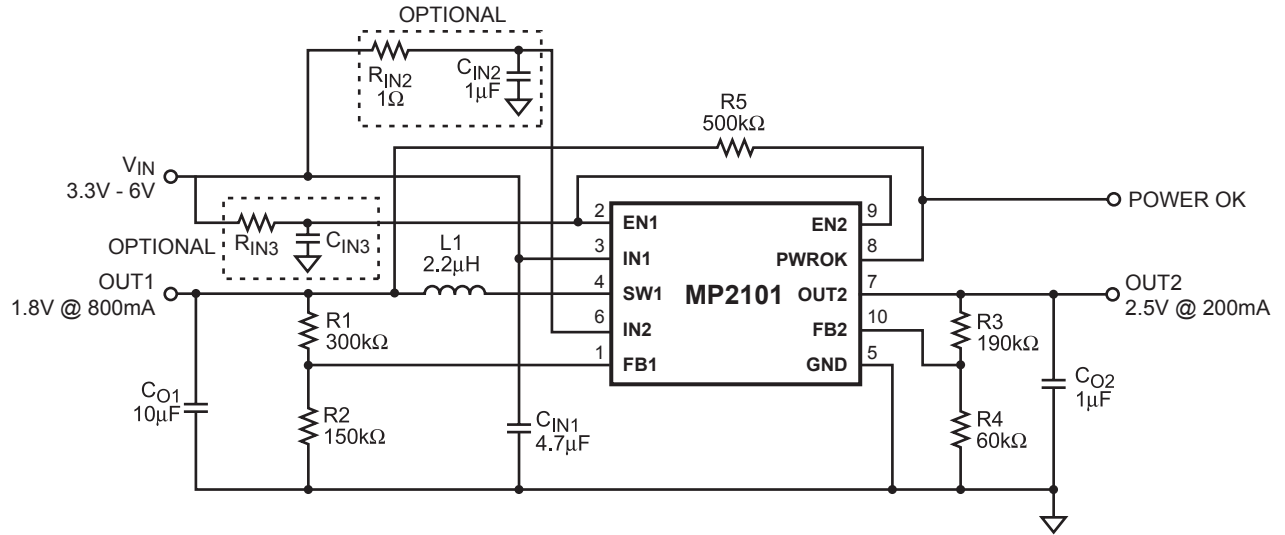 OPTIONAL
RIN2
1Ω
CIN2
1µF
R5
500kΩ
VIN
3.3V - 6V
POWER OK
OPTIONAL
RIN3
CIN3
2
EN1
EN2
9
3
IN1
PWROK
8
L1
2.2µH
OUT1
1.8V @ 800mA
4
SW1
MP2101
OUT2
7
OUT2
2.5V @ 200mA
6
IN2
FB2
10
1
FB1
GND
5
R1
300kΩ
R3
190kΩ
CO1
10µF
R2
150kΩ
CIN1
4.7µF
R4
60kΩ
CO2
1µF